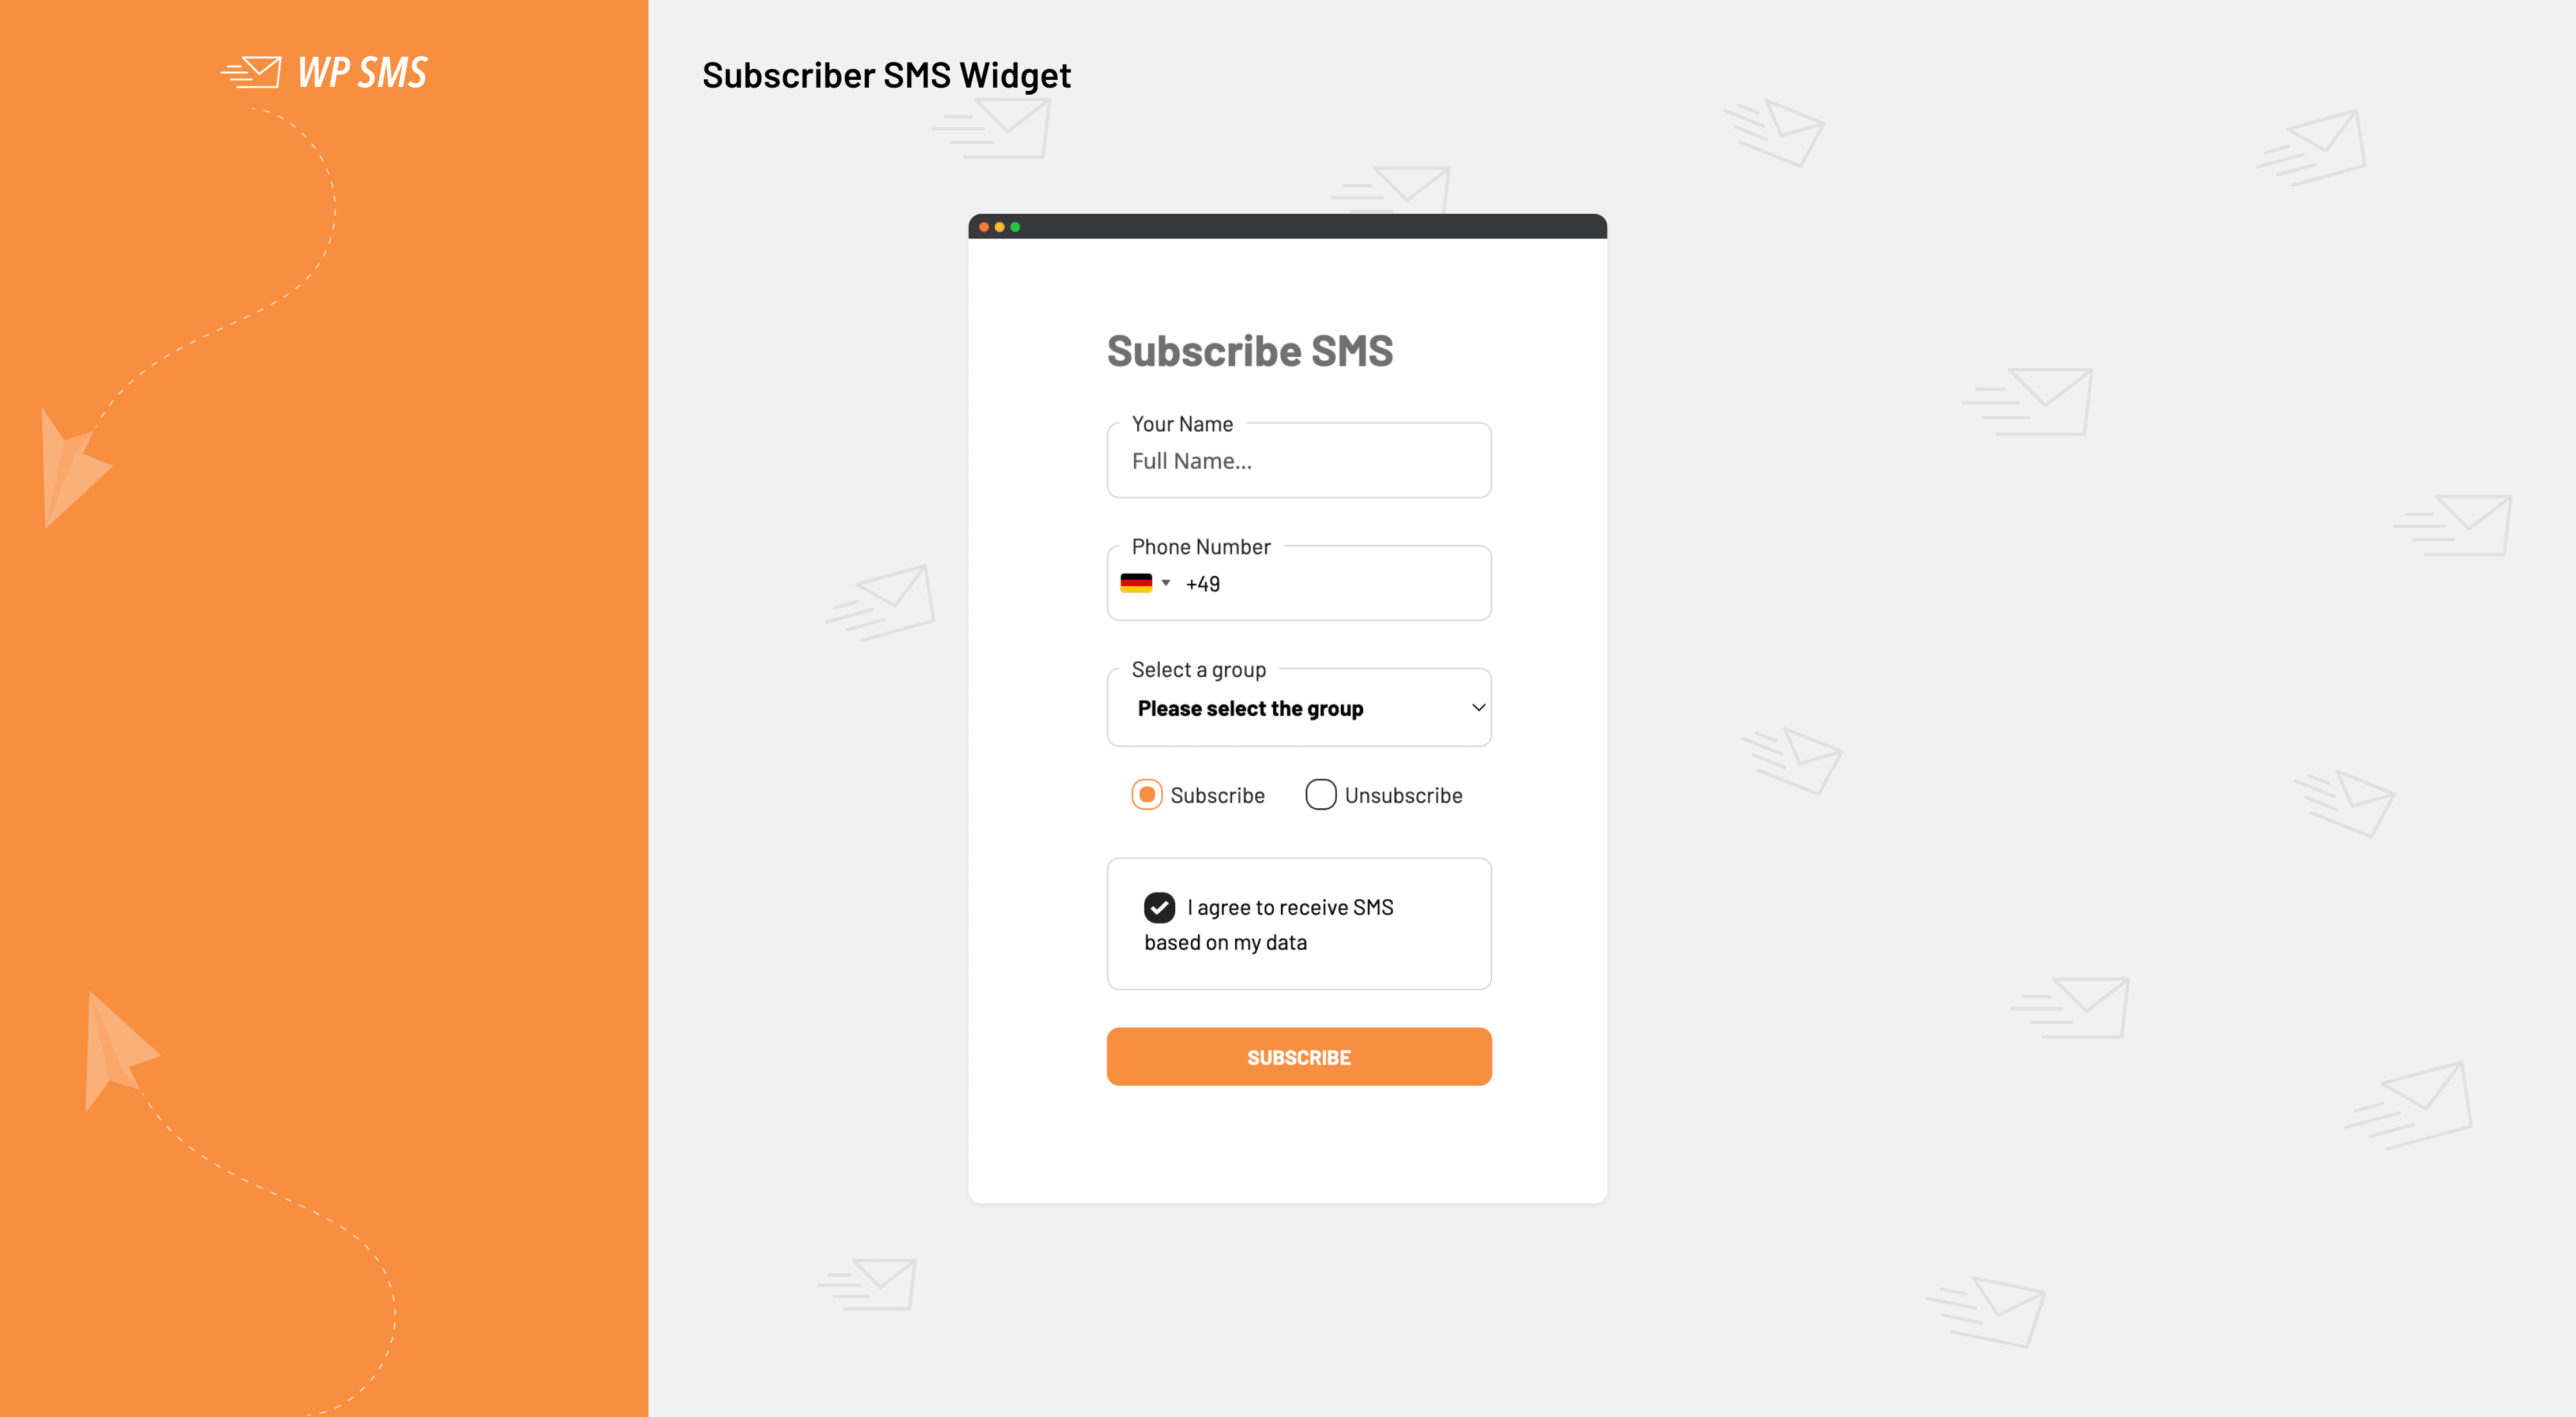 WP SMS
Subscriber SMS Widget
Subscribe SMS
Your Name
Full Name...
Phone Number
+49
Select a group
Please select the group
Subscribe
Unsubscribe
I agree to receive SMS
based on my data
SUBSCRIBE